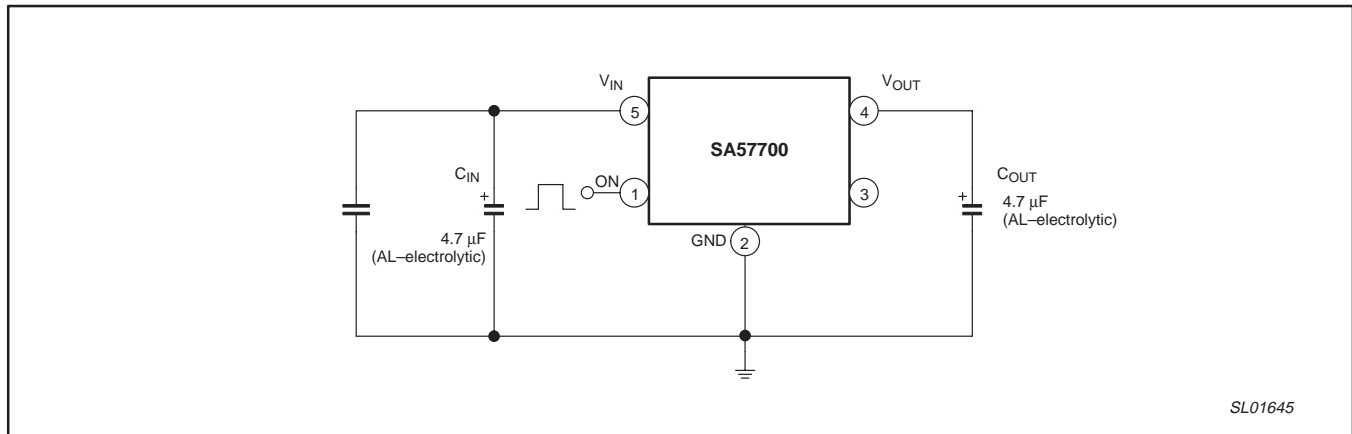 V_IN
5
SA57700
4
V_OUT
C_IN
+
4.7 μF
(AL–electrolytic)
ON
1
3
GND
2
C_OUT
+
4.7 μF
(AL–electrolytic)
SL01645